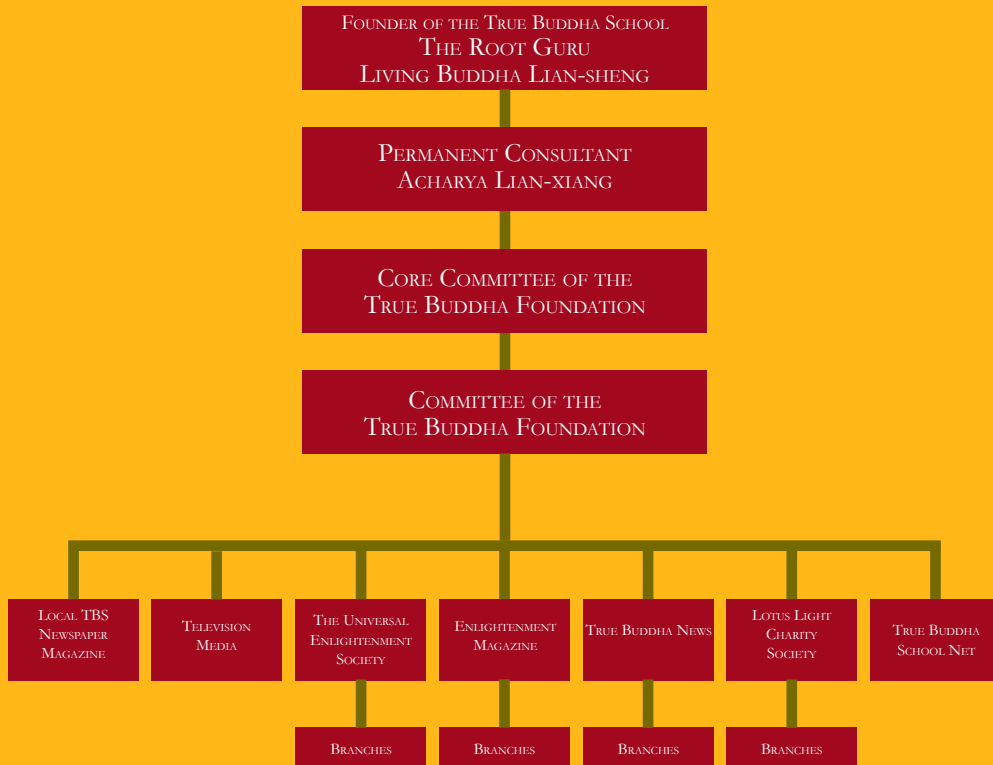 Founder of the True Buddha School
The Root Guru
Living Buddha Lian-sheng
Permanent Consultant
Acharya Lian-xiang
Core Committee of the
True Buddha Foundation
Committee of the
True Buddha Foundation
Local TBS
Newspaper
Magazine
Television
Media
The Universal
Enlightenment
Society
Enlightenment
Magazine
True Buddha News
Lotus Light
Charity
Society
True Buddha
School Net
Branches
Branches
Branches
Branches